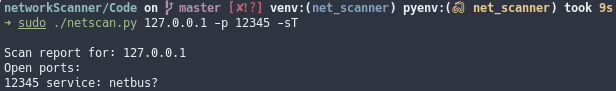 networkScanner/Code on master [✘!?] venv:(net_scanner) pyenv:(🐍 net_scanner) took 9s
➜ sudo ./netscan.py 127.0.0.1 -p 12345 -sT
Scan report for: 127.0.0.1
Open ports:
12345 service: netbus?